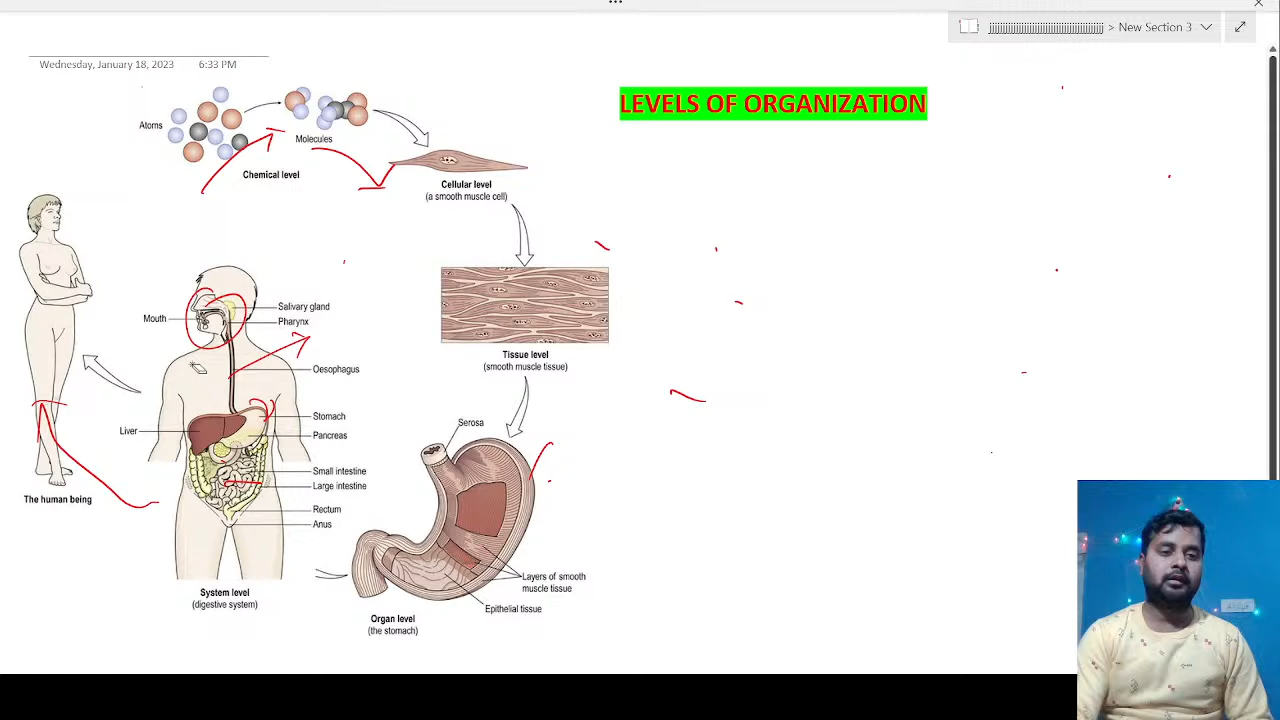 jjjjjjjjjjjjjjjjjjjjjjjjjjjjjjjjjjjjjj > New Section 3
Wednesday, January 18, 2023 6:33 PM
LEVELS OF ORGANIZATION
Atoms
Molecules
Chemical level
Cellular level
(a smooth muscle cell)
Salivary gland
Mouth
Pharynx
Tissue level
(smooth muscle tissue)
Oesophagus
Stomach
Liver
Pancreas
Serosa
Small intestine
Large intestine
The human being
Rectum
Anus
Layers of smooth
muscle tissue
System level
(digestive system)
Epithelial tissue
Organ level
(the stomach)